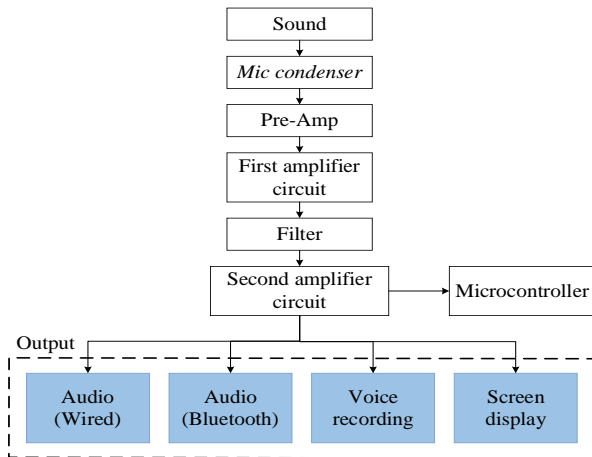 Sound
Mic condenser
Pre-Amp
First amplifier
circuit
Filter
Second amplifier
circuit
Microcontroller
Output
Audio
(Wired)
Audio
(Bluetooth)
Voice
recording
Screen
display